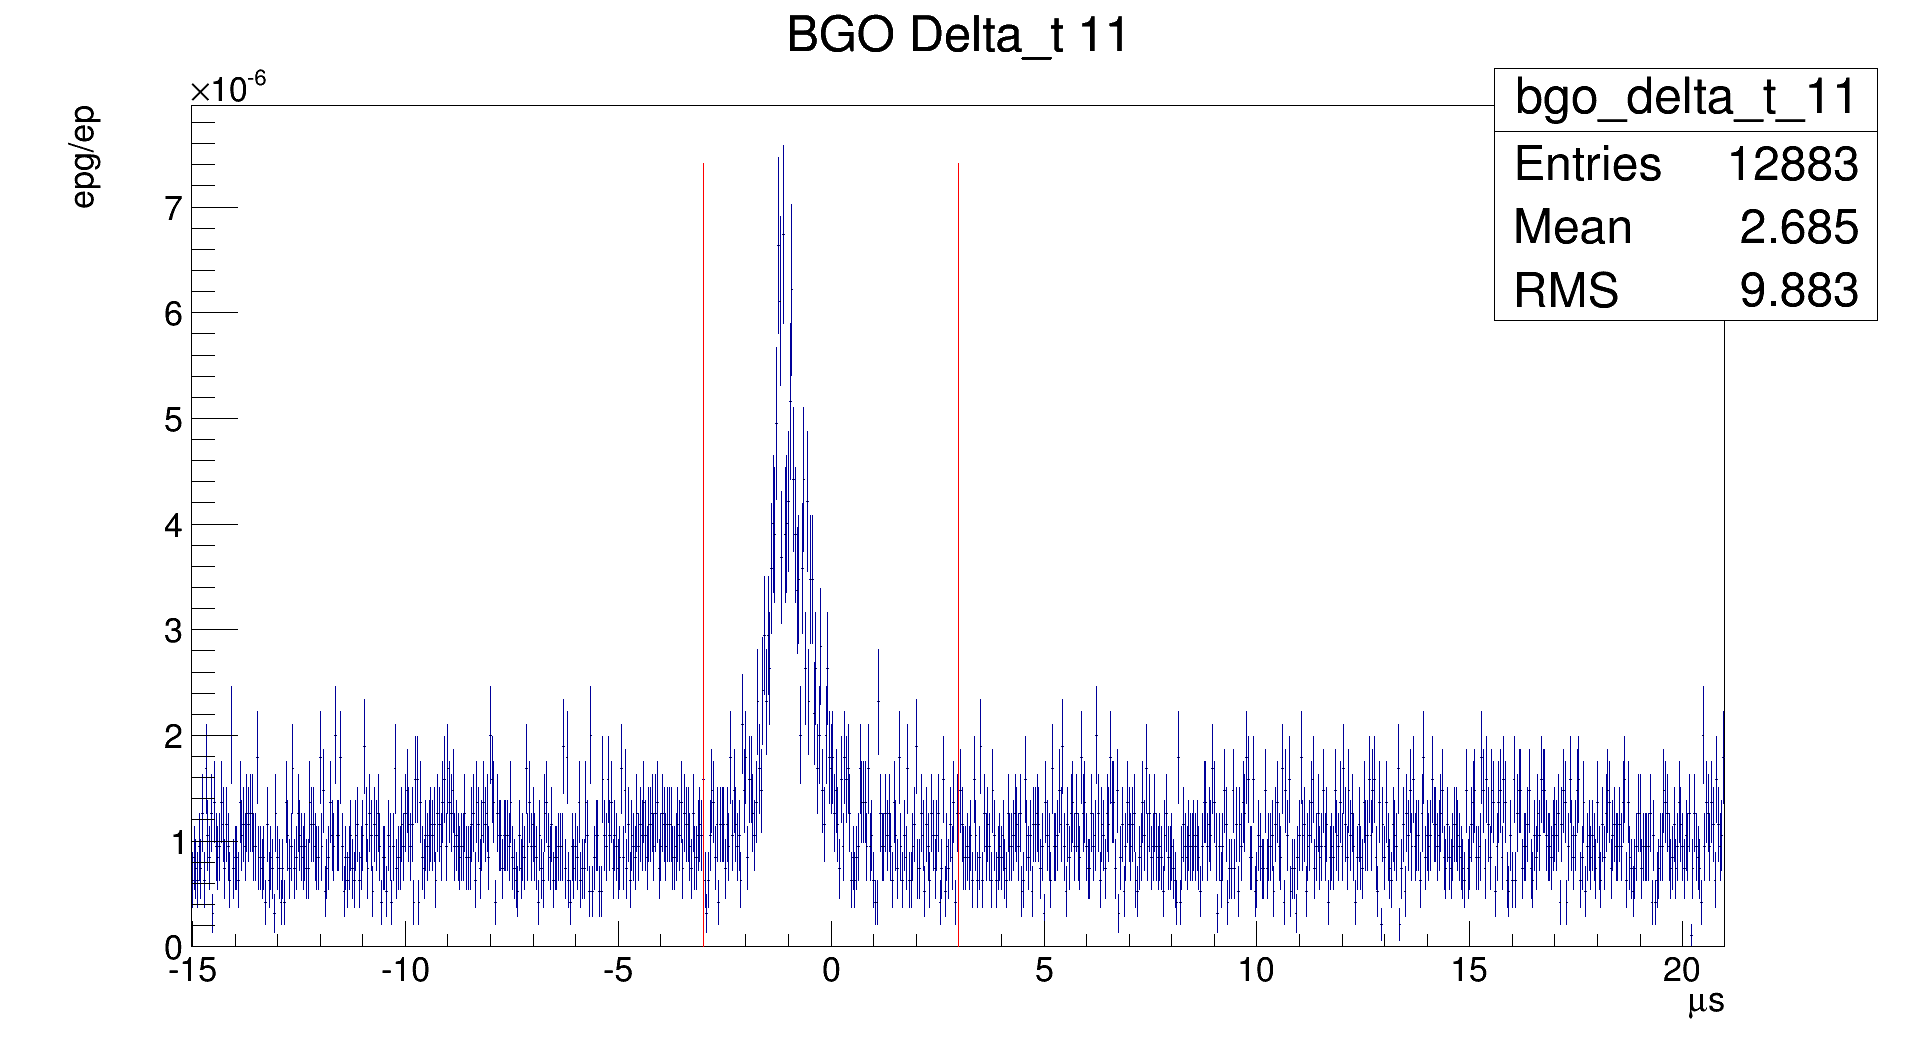 BGO Delta_t 11
×10-6
epg/ep
bgo_delta_t_11
Entries 12883
Mean 2.685
RMS 9.883
7
6
5
4
3
2
1
0
-15 -10 -5 0 5 10 15 20
μs